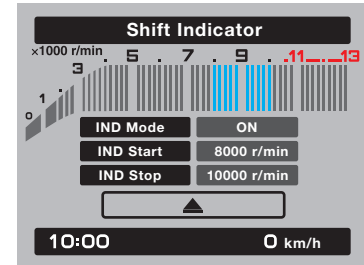 Shift Indicator
×1000 r/min
0 1 . 3 . 5 . 7 . 9 . 11 . 13
IND Mode ON
IND Start 8000 r/min
IND Stop 10000 r/min
10:00 0 km/h